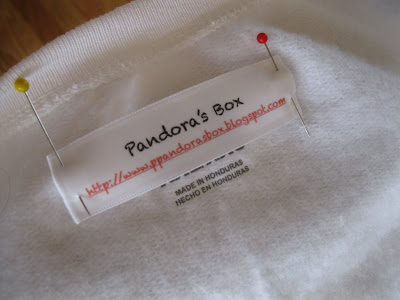 Pandora's Box
http://www.ppandorasbox.blogspot.com
MADE IN HONDURAS
HECHO EN HONDURAS